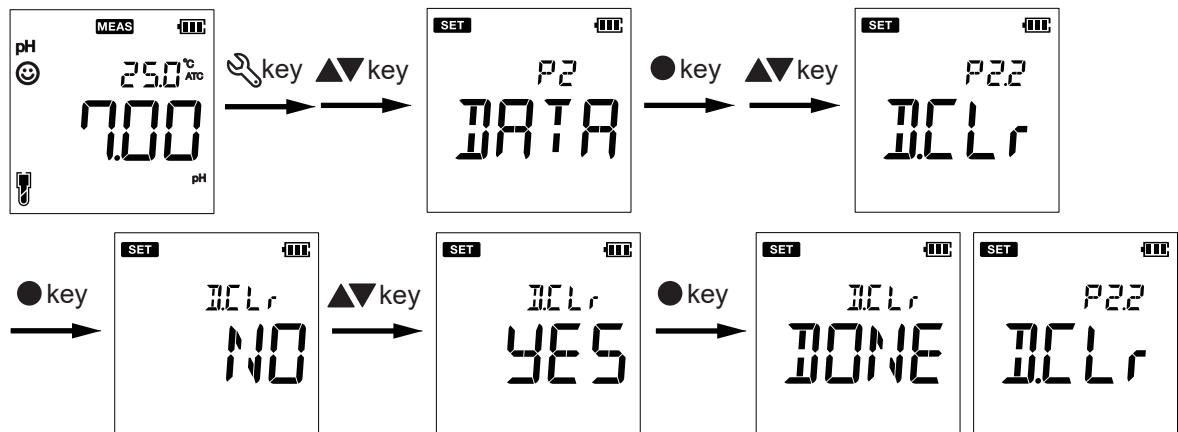 MEAS
pH
25.0 °C
ATC
7.00
pH
key
▲▼ key
SET
P2
DATA
● key
▲▼ key
SET
P2.2
D.CLr
● key
SET
D.CLr
NO
▲▼ key
SET
D.CLr
YES
● key
SET
D.CLr
DONE
SET
P2.2
D.CLr